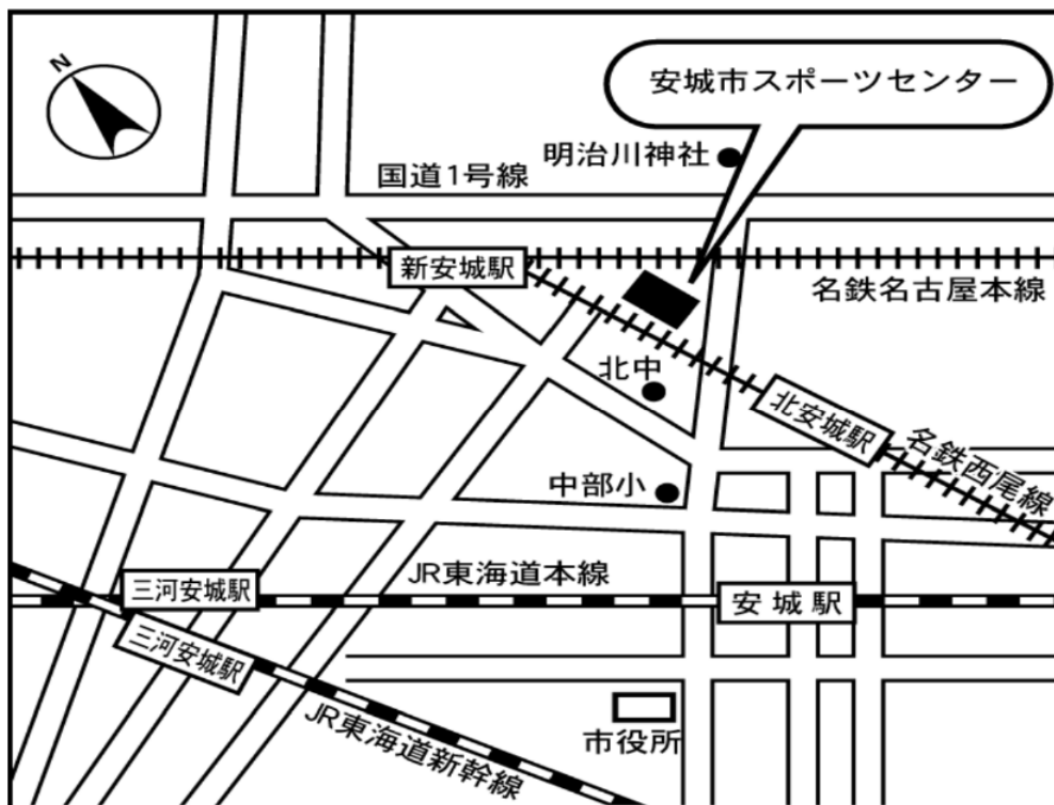 N
安城市スポーツセンター
明治川神社
国道1号線
新安城駅
名鉄名古屋本線
北中
北安城駅
名鉄西尾線
中部小
JR東海道本線
三河安城駅
安城駅
三河安城駅
JR東海道新幹線
市役所